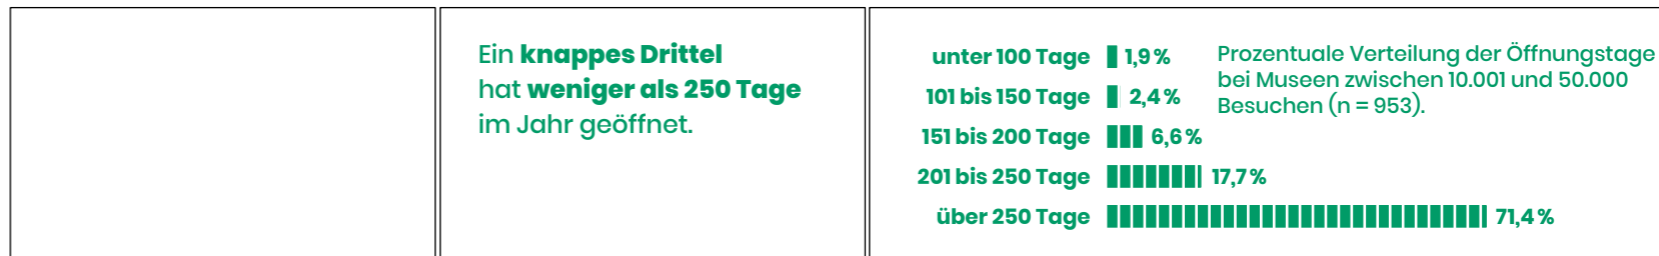 Ein knappes Drittel
hat weniger als 250 Tage
im Jahr geöffnet.
unter 100 Tage 1,9 %
101 bis 150 Tage 2,4 %
151 bis 200 Tage 6,6 %
201 bis 250 Tage 17,7 %
über 250 Tage 71,4 %
Prozentuale Verteilung der Öffnungstage
bei Museen zwischen 10.001 und 50.000
Besuchen (n = 953).